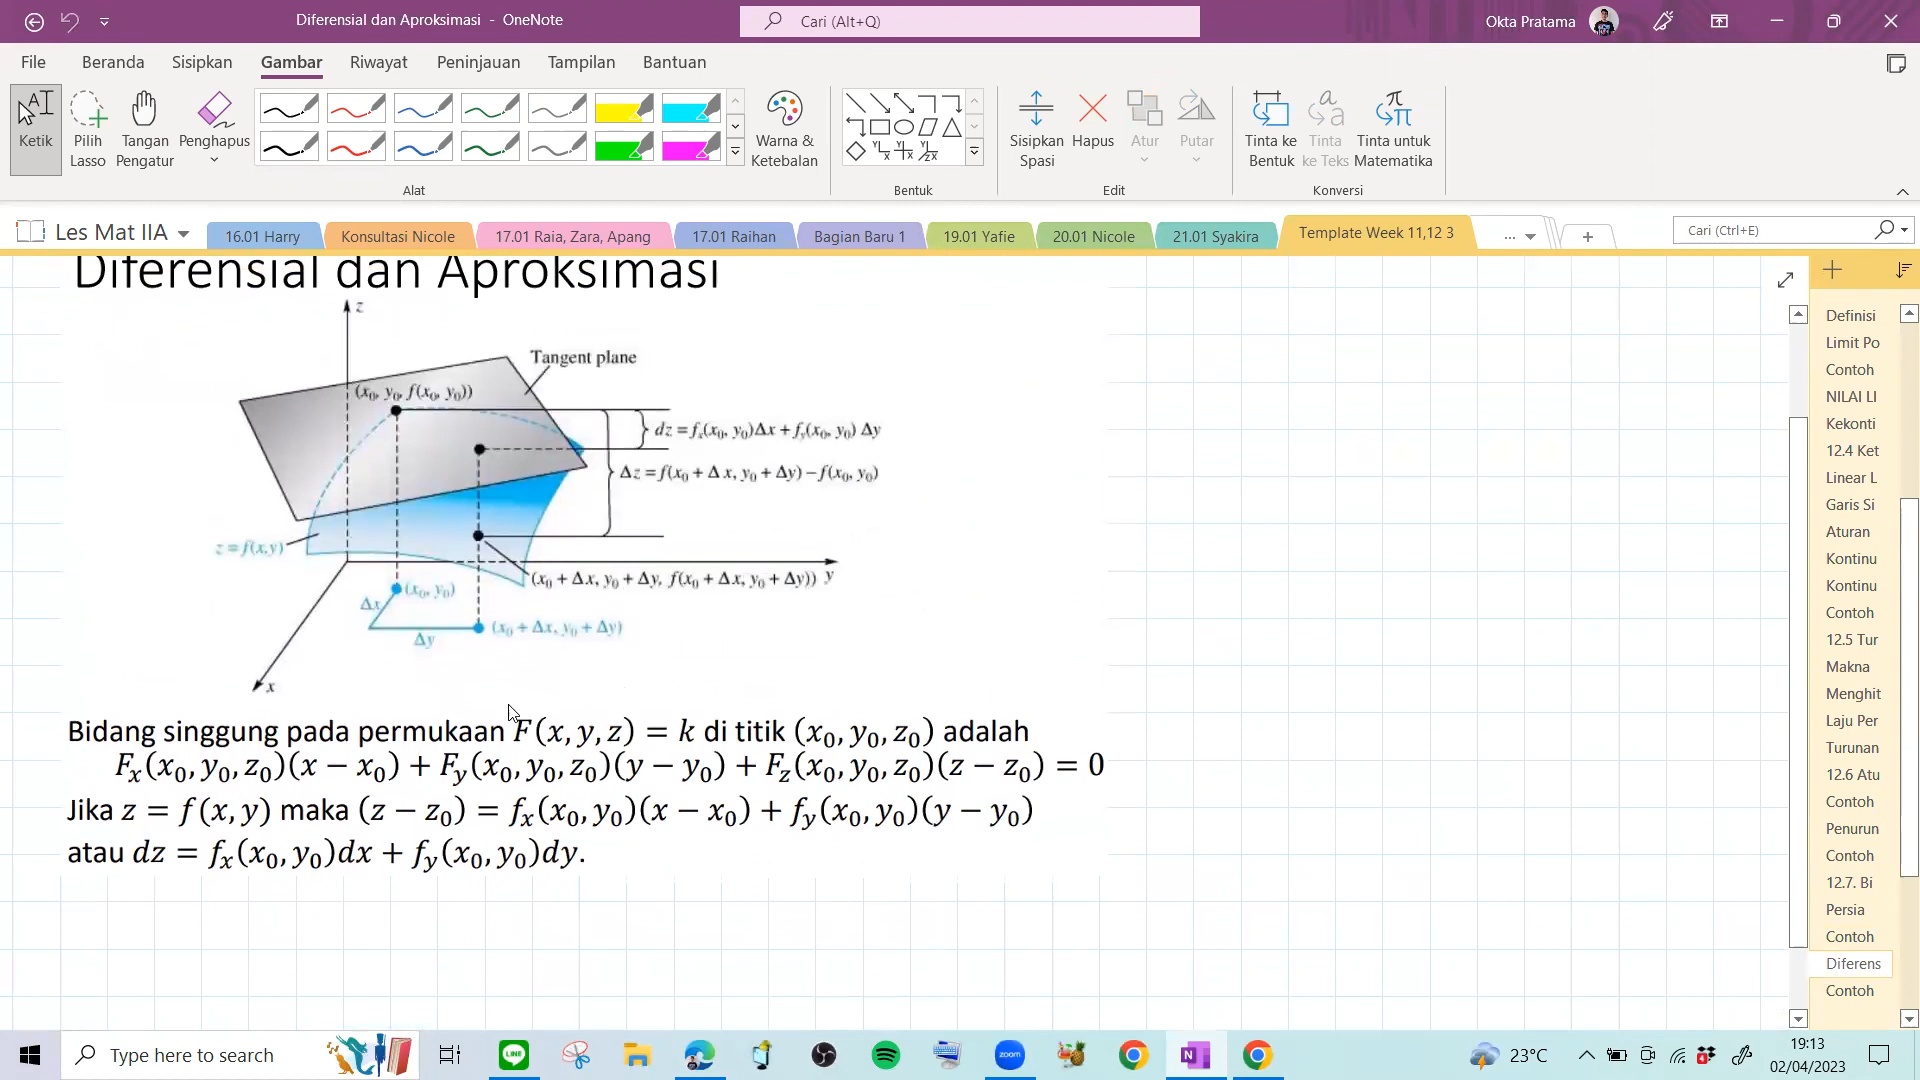 Diferensial dan Aproksimasi - OneNote
Cari (Alt+Q)
Okta Pratama
File Beranda Sisipkan Gambar Riwayat Peninjauan Tampilan Bantuan
Ketik
Pilih Lasso
Tangan Pengatur
Penghapus
Warna & Ketebalan
Sisipkan Spasi
Hapus
Atur
Putar
Tinta ke Bentuk
Tinta ke Teks
Tinta untuk Matematika
Alat
Bentuk
Edit
Konversi
Les Mat IIA
16.01 Harry
Konsultasi Nicole
17.01 Raia, Zara, Apang
17.01 Raihan
Bagian Baru 1
19.01 Yafie
20.01 Nicole
21.01 Syakira
Template Week 11,12 3
...
Cari (Ctrl+E)
Diferensial dan Aproksimasi
z
Tangent plane
(x₀, y₀, f(x₀, y₀))
dz = fₓ(x₀, y₀)Δx + f_y(x₀, y₀) Δy
Δz = f(x₀ + Δx, y₀ + Δy) − f(x₀, y₀)
z = f(x,y)
(x₀ + Δx, y₀ + Δy, f(x₀ + Δx, y₀ + Δy))
y
(x₀, y₀)
Δx
Δy
(x₀ + Δx, y₀ + Δy)
x
Bidang singgung pada permukaan F(x, y, z) = k di titik (x₀, y₀, z₀) adalah
Fₓ(x₀, y₀, z₀)(x − x₀) + F_y(x₀, y₀, z₀)(y − y₀) + F_z(x₀, y₀, z₀)(z − z₀) = 0
Jika z = f(x, y) maka (z − z₀) = fₓ(x₀, y₀)(x − x₀) + f_y(x₀, y₀)(y − y₀)
atau dz = fₓ(x₀, y₀)dx + f_y(x₀, y₀)dy.
Definisi
Limit Po
Contoh
NILAI LI
Kekonti
12.4 Ket
Linear L
Garis Si
Aturan
Kontinu
Kontinu
Contoh
12.5 Tur
Makna
Menghit
Laju Per
Turunan
12.6 Atu
Contoh
Penurun
Contoh
12.7. Bi
Persia
Contoh
Diferens
Contoh
Type here to search
23°C
19:13
02/04/2023